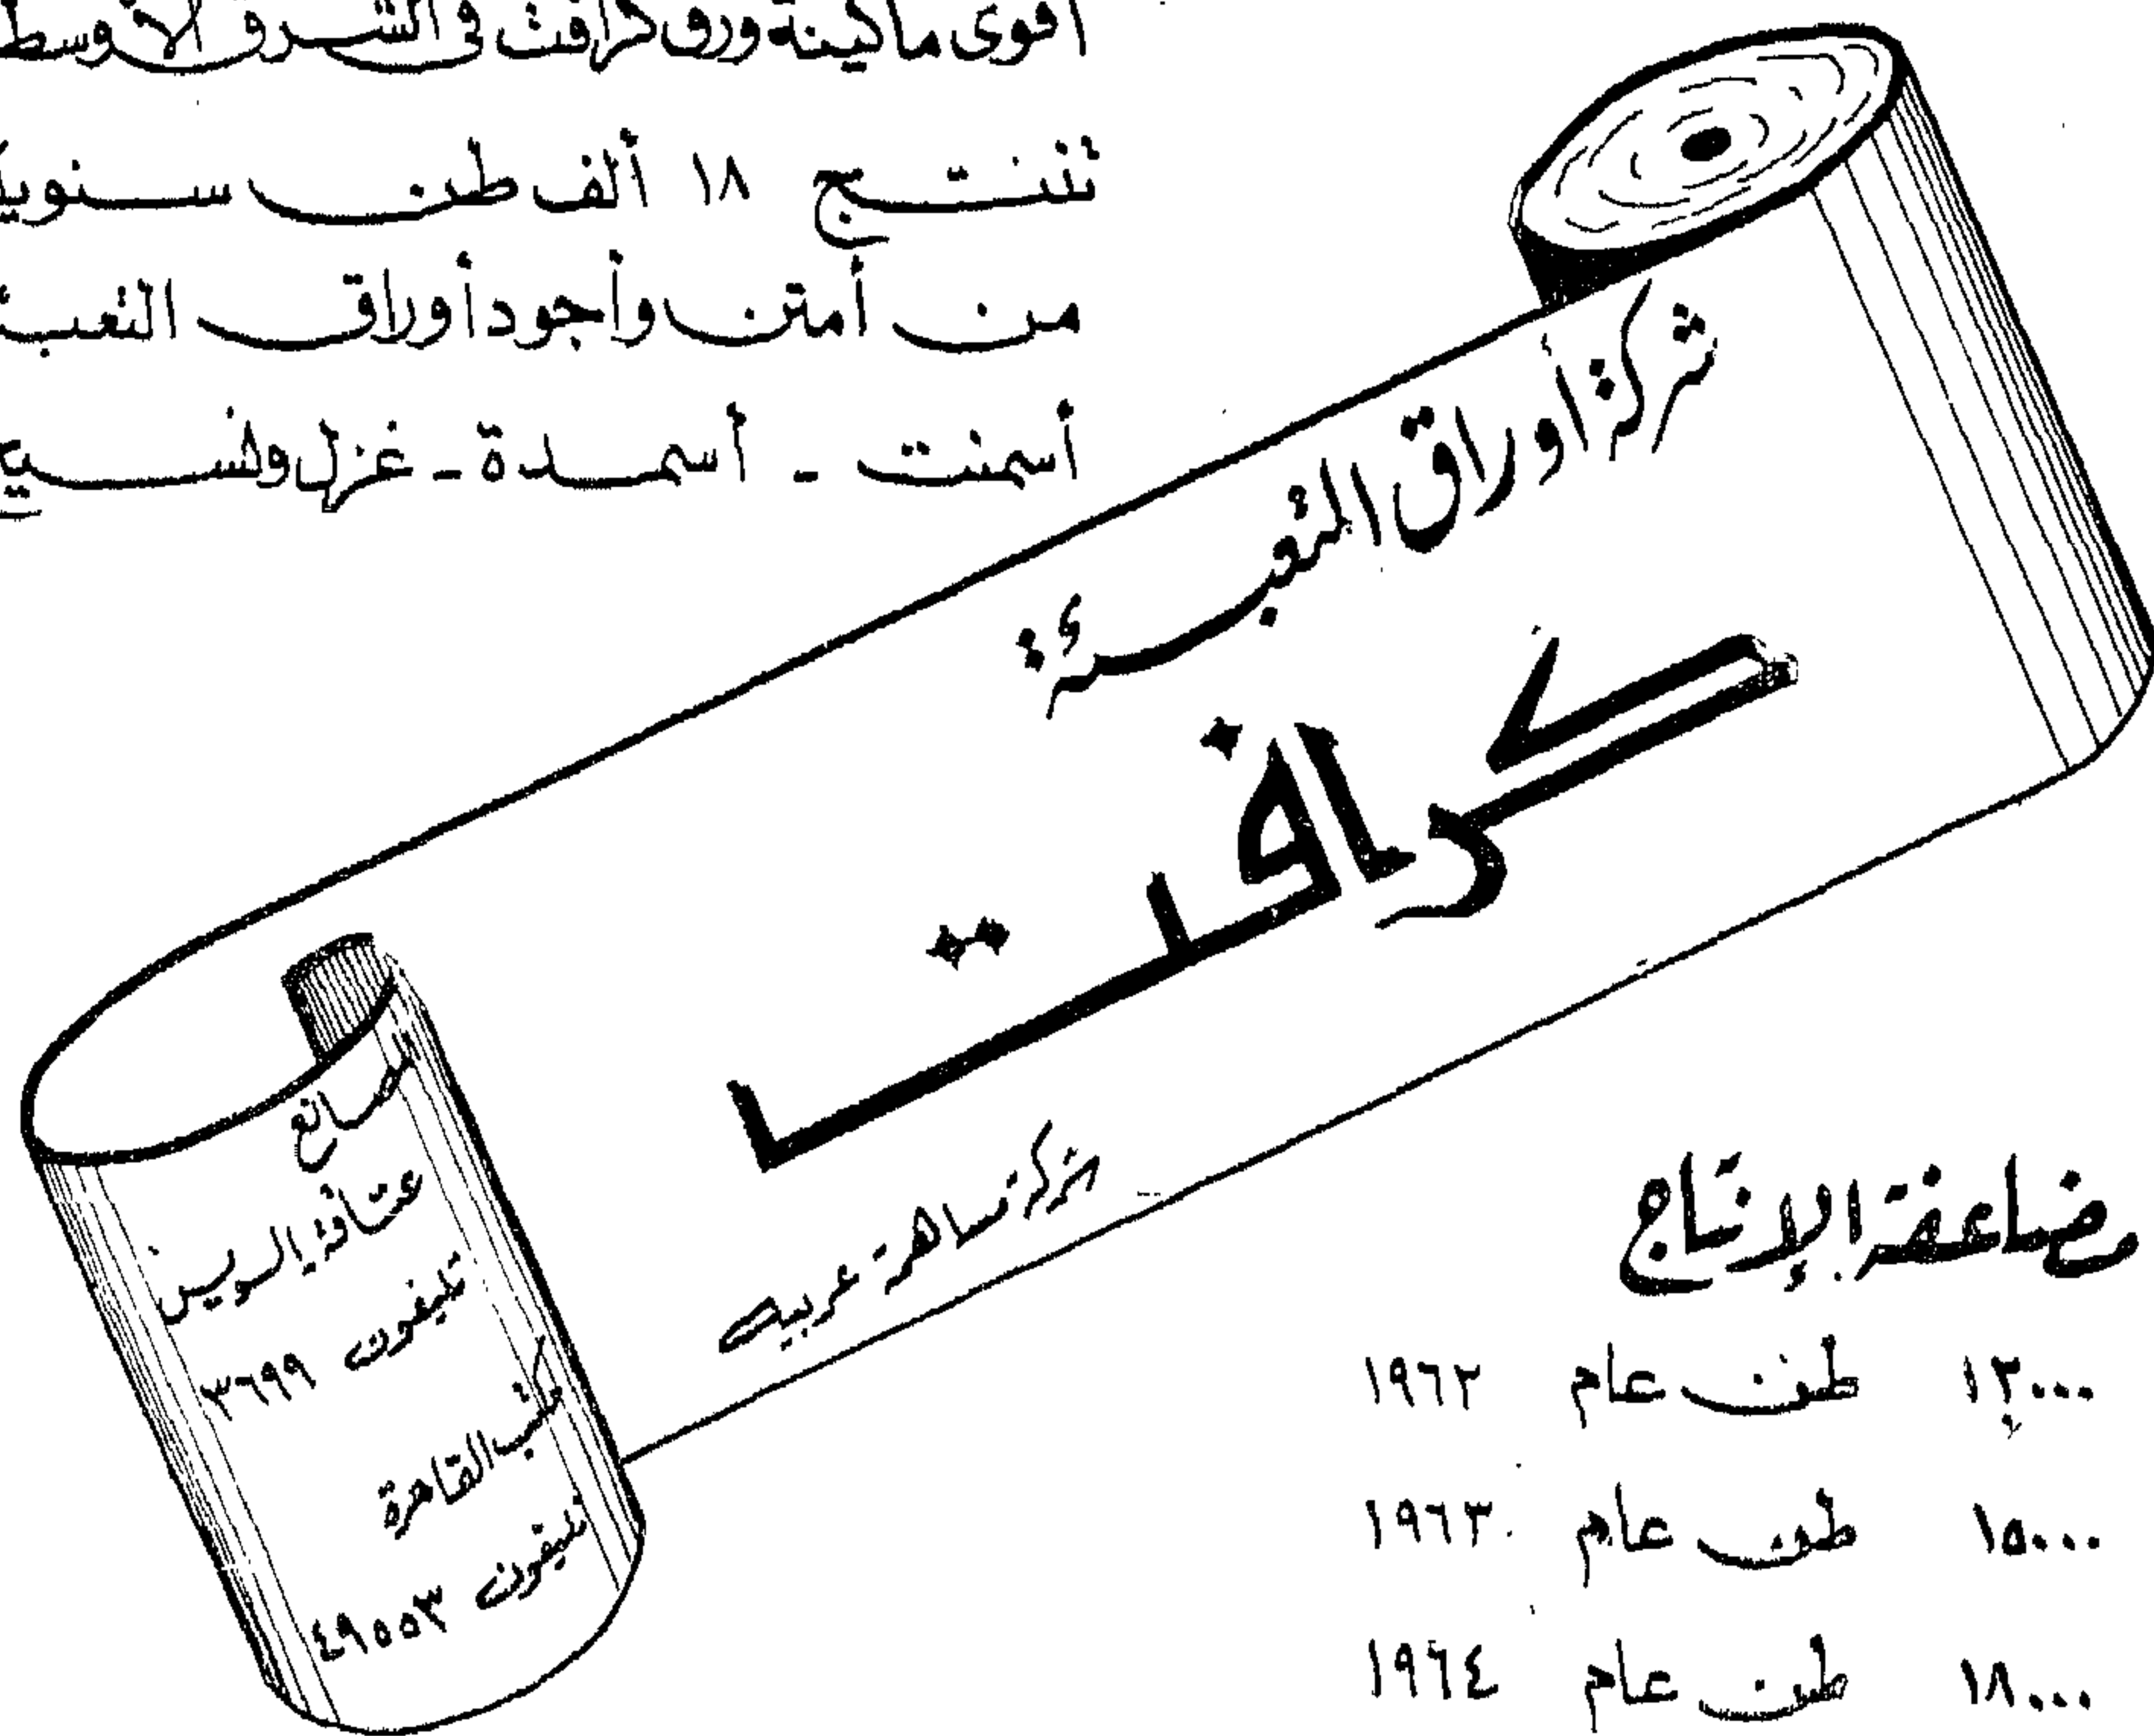 أقوى ماكينة ورق كرافت فى الشرق الأوسط
تنتج ١٨ ألف طن سنويا
من أمتن وأجود أوراق التعبئ
أسمنت - أسمدة - غزل ونسيج
شركة أوراق التعبئة
كرافت
شركة مساهمة عربية
المصانع
عتاقة السويس
تليفون ٣٦٩٩
مكتب القاهرة
تليفون ٤٩٥٥٣
مضاعفة الإنتاج
١٢٠٠٠ طن عام ١٩٦٢
١٥٠٠٠ طن عام ١٩٦٣
١٨٠٠٠ طن عام ١٩٦٤